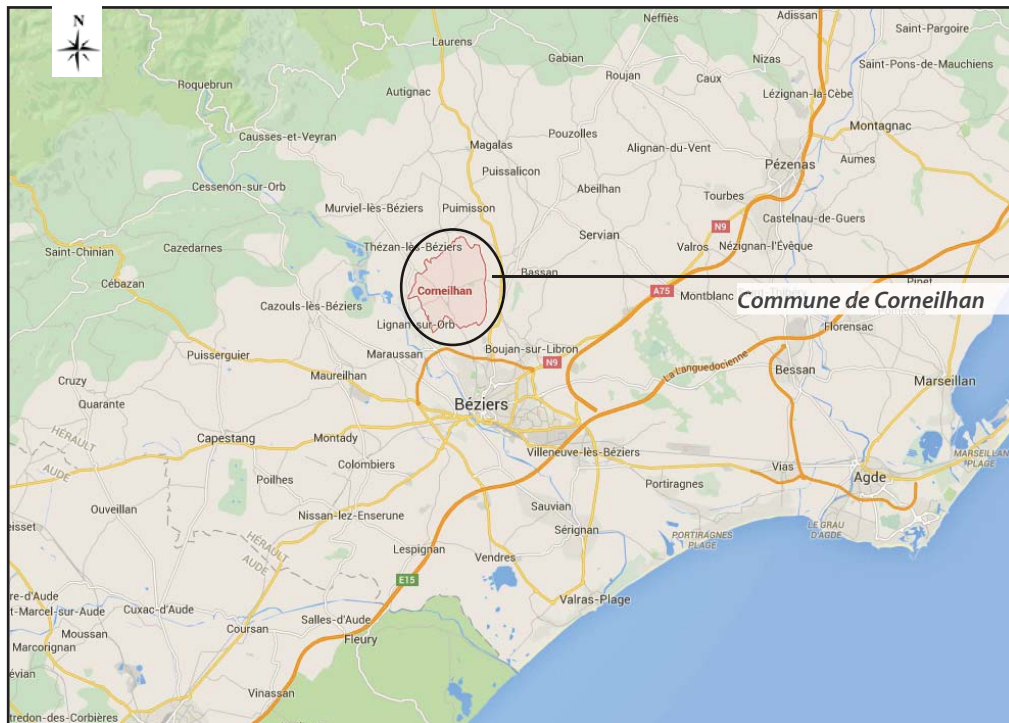 N
Adissan
Neffiès
Saint-Pargoire
Laurens
Gabian
Nizas
Saint-Pons-de-Mauchiens
Roujan
Caux
Roquebrun
Autignac
Lézignan-la-Cèbe
Pouzolles
Montagnac
Causses-et-Veyran
Magalas
Alignan-du-Vent
Aumes
Pézenas
Puissalicon
Cessenon-sur-Orb
Abeilhan
Tourbes
Murviel-lès-Béziers
Puimisson
Castelnau-de-Guers
N9
Servian
Saint-Chinian
Cazedarnes
Thézan-lès-Béziers
Valros
Nézignan-l'Évêque
Bassan
Cébazan
Corneilhan
A75
Montblanc
Pinet
Commune de Corneilhan
Cazouls-lès-Béziers
Lignan-sur-Orb
Florensac
Puisserguier
Maraussan
Boujan-sur-Libron
N9
La Languedocienne
Bessan
Cruzy
Maureilhan
Marseillan
Quarante
Béziers
HÉRAULT
AUDE
Capestang
Montady
Villeneuve-lès-Béziers
MARSEILLAN
PLAGE
Colombiers
Vias
Agde
Poilhes
Portiragnes
Ouveillan
Sauvian
Nissan-lez-Enserune
Sérignan
PORTIRAGNES
PLAGE
LE GRAU
D'AGDE
HÉRAULT
AUDE
Lespignan
Vendres
E15
Valras-Plage
Cuxac-d'Aude
Salles-d'Aude
Coursan
Moussan
Fleury
Marcorignan
Vinassan